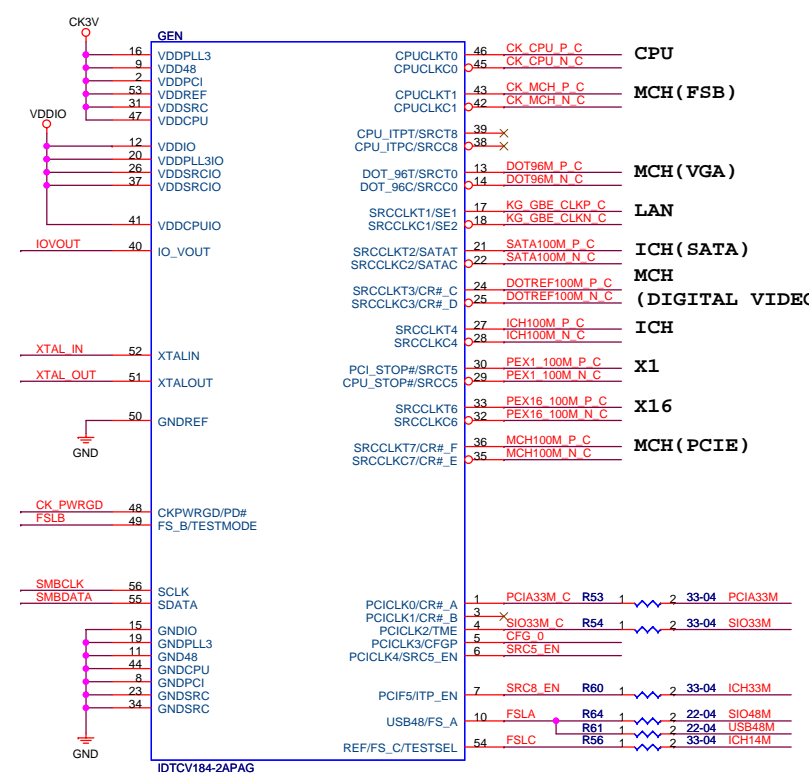 CK3V
GEN
16 VDDPLL3
9 VDD48
2 VDDPCI
53 VDDREF
31 VDDSRC
47 VDDCPU
VDDIO
12 VDDIO
20 VDDPLL3IO
26 VDDSRCIO
37 VDDSRCIO
41 VDDCPUIO
IOVOUT 40 IO_VOUT
XTAL_IN 52 XTALIN
XTAL_OUT 51 XTALOUT
50 GNDREF
GND
CK_PWRGD 48 CKPWRGD/PD#
FSLB 49 FS_B/TESTMODE
SMBCLK 56 SCLK
SMBDATA 55 SDATA
15 GNDIO
19 GNDPLL3
11 GND48
44 GNDCPU
8 GNDPCI
23 GNDSRC
34 GNDSRC
GND
CPUCLKT0 46 CK_CPU_P_C CPU
CPUCLKC0 45 CK_CPU_N_C
CPUCLKT1 43 CK_MCH_P_C MCH(FSB)
CPUCLKC1 42 CK_MCH_N_C
CPU_ITPT/SRCT8 39
CPU_ITPC/SRCC8 38
DOT_96T/SRCT0 13 DOT96M_P_C MCH(VGA)
DOT_96C/SRCC0 14 DOT96M_N_C
SRCCLKT1/SE1 17 KG_GBE_CLKP_C LAN
SRCCLKC1/SE2 18 KG_GBE_CLKN_C
SRCCLKT2/SATAT 21 SATA100M_P_C ICH(SATA)
SRCCLKC2/SATAC 22 SATA100M_N_C
MCH
SRCCLKT3/CR#_C 24 DOTREF100M_P_C
SRCCLKC3/CR#_D 25 DOTREF100M_N_C (DIGITAL VIDEO
SRCCLKT4 27 ICH100M_P_C ICH
SRCCLKC4 28 ICH100M_N_C
PCI_STOP#/SRCT5 30 PEX1_100M_P_C X1
CPU_STOP#/SRCC5 29 PEX1_100M_N_C
SRCCLKT6 33 PEX16_100M_P_C X16
SRCCLKC6 32 PEX16_100M_N_C
SRCCLKT7/CR#_F 36 MCH100M_P_C MCH(PCIE)
SRCCLKC7/CR#_E 35 MCH100M_N_C
PCICLK0/CR#_A 1 PCIA33M_C R53 1 2 33-04 PCIA33M
PCICLK1/CR#_B 3
PCICLK2/TME 4 SIO33M_C R54 1 2 33-04 SIO33M
PCICLK3/CFGP 5 CFG_0
PCICLK4/SRC5_EN 6 SRC5_EN
PCIF5/ITP_EN 7 SRC8_EN R60 1 2 33-04 ICH33M
USB48/FS_A 10 FSLA R64 1 2 22-04 SIO48M
R61 1 2 22-04 USB48M
REF/FS_C/TESTSEL 54 FSLC R56 1 2 33-04 ICH14M
IDTCV184-2APAG